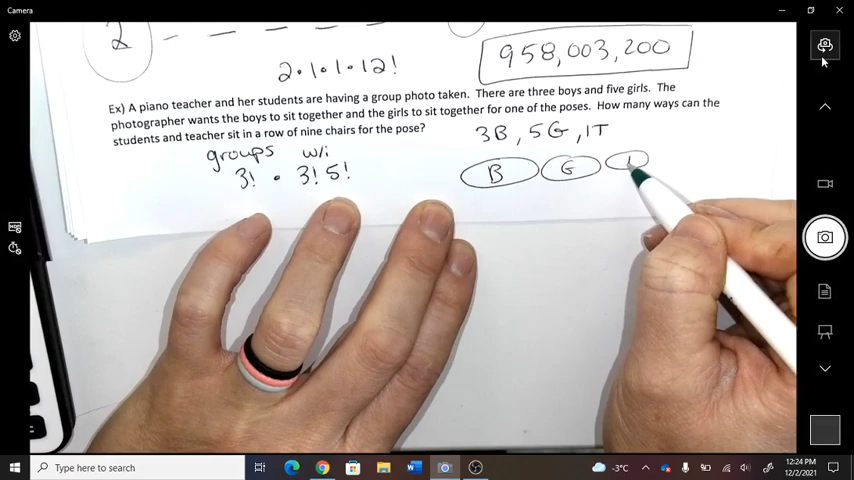 Camera
2
958,003,200
2·1·1·12!
Ex) A piano teacher and her students are having a group photo taken. There are three boys and five girls. The
photographer wants the boys to sit together and the girls to sit together for one of the poses. How many ways can the
students and teacher sit in a row of nine chairs for the pose?
3B, 5G, 1T
groups w/i
3! · 3! 5!
B G
Type here to search
-3°C
12:24 PM
12/2/2021